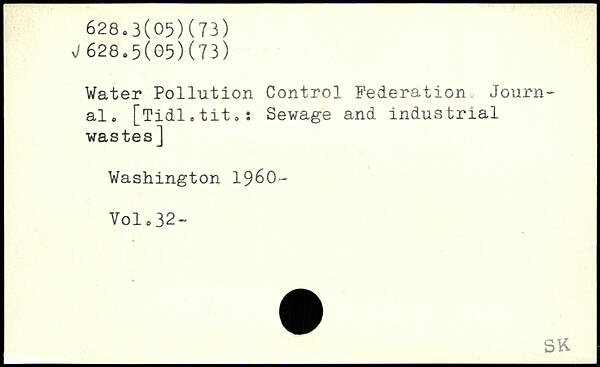 628.3(05)(73)
√628.5(05)(73)
Water Pollution Control Federation. Journ-
al. [Tidl.tit.: Sewage and industrial
wastes]
Washington 1960-
Vol.32-
SK